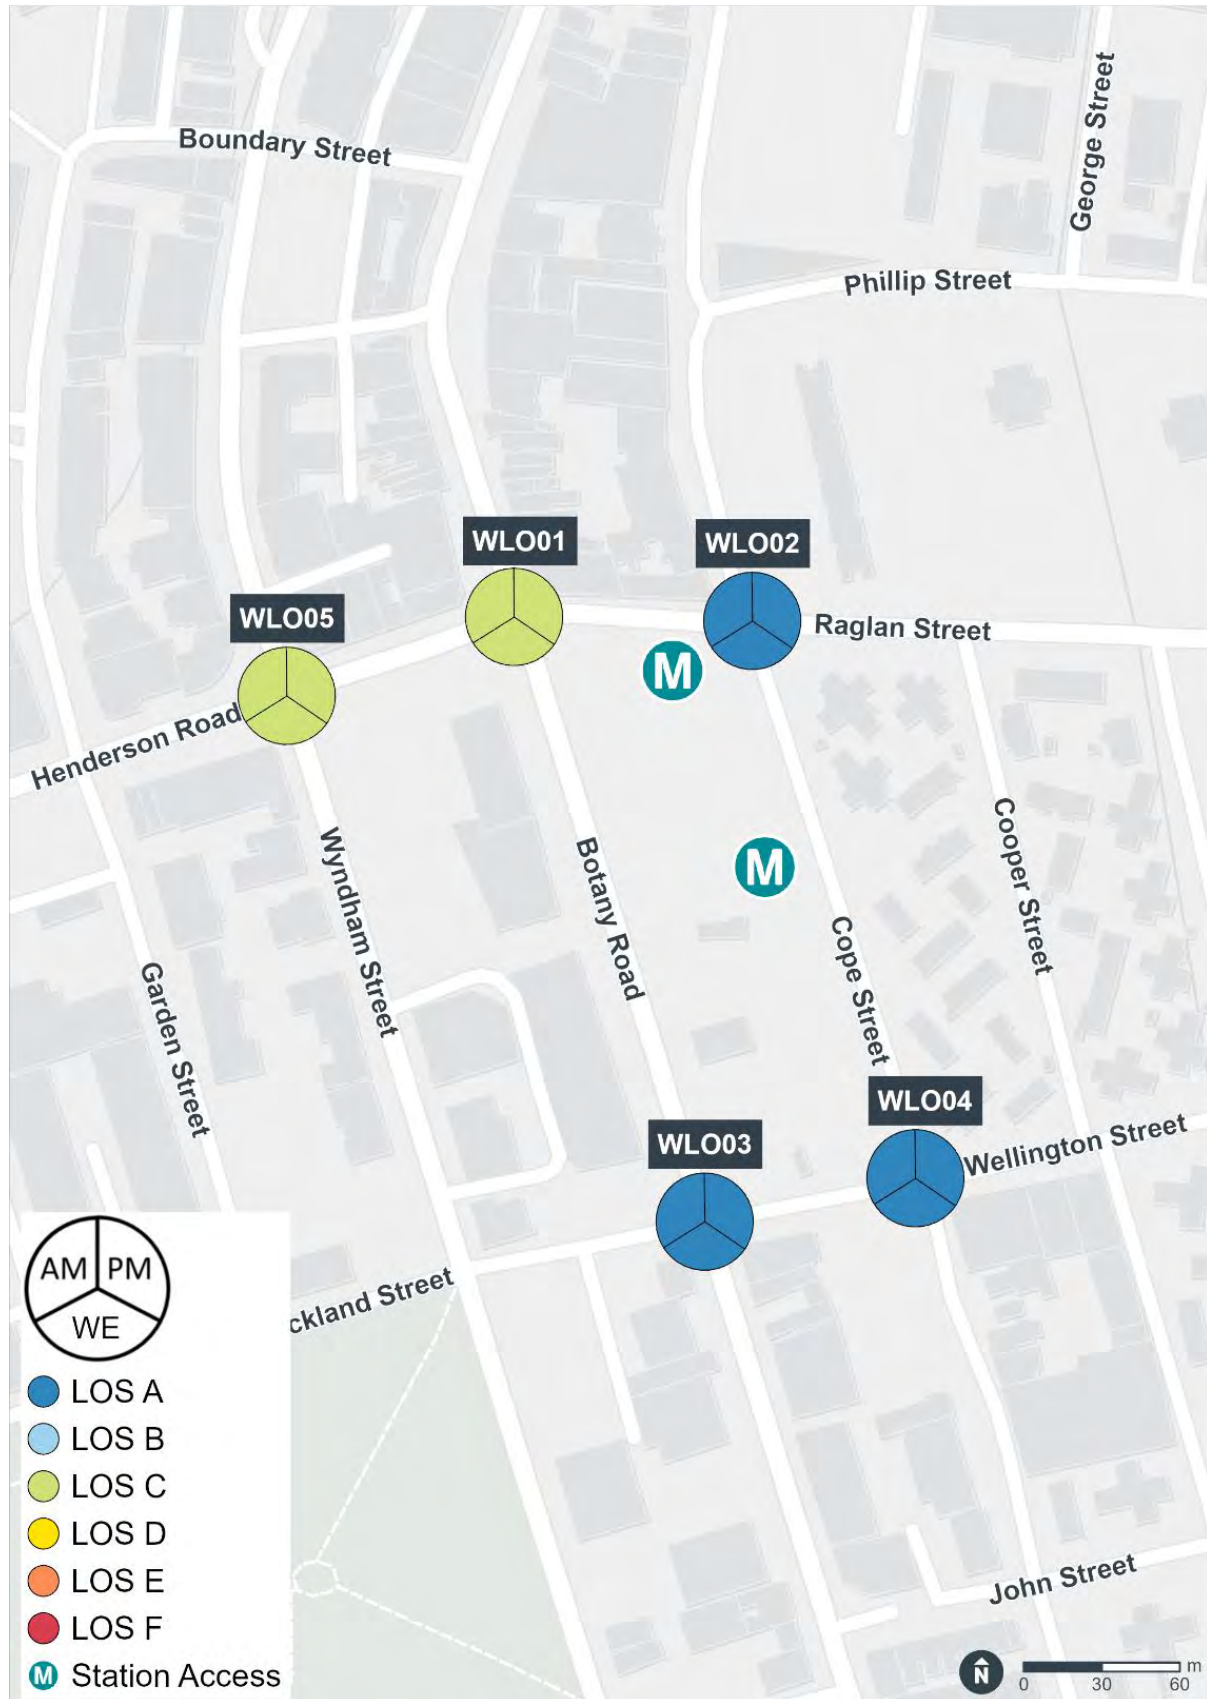 George Street
Boundary Street
Phillip Street
WLO01
WLO02
WLO05
Raglan Street
M
Henderson Road
Wyndham Street
Botany Road
M
Cooper Street
Cope Street
Garden Street
WLO04
WLO03
Wellington Street
ckland Street
AM PM
WE
LOS A
LOS B
LOS C
LOS D
LOS E
LOS F
M Station Access
John Street
N
m
0 30 60